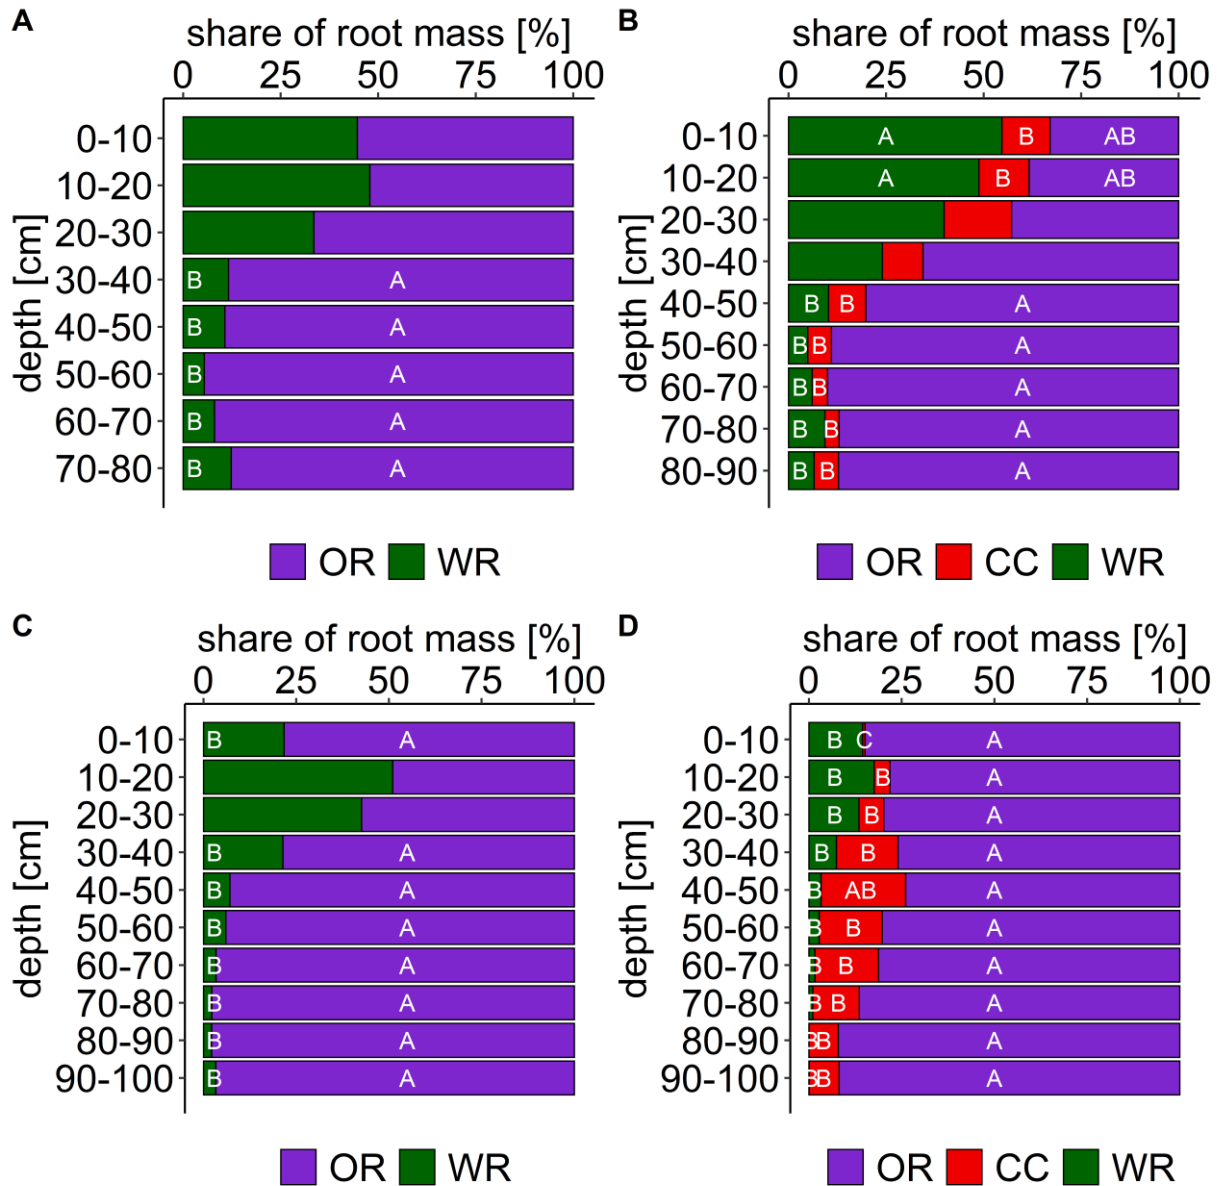 A
share of root mass [%]
0 25 50 75 100
depth [cm]
0-10
10-20
20-30
30-40 B A
40-50 B A
50-60 B A
60-70 B A
70-80 B A
OR WR
B
share of root mass [%]
0 25 50 75 100
depth [cm]
0-10 A B AB
10-20 A B AB
20-30
30-40
40-50 B B A
50-60 B B A
60-70 B B A
70-80 B B A
80-90 B B A
OR CC WR
C
share of root mass [%]
0 25 50 75 100
depth [cm]
0-10 B A
10-20
20-30
30-40 B A
40-50 B A
50-60 B A
60-70 B A
70-80 B A
80-90 B A
90-100 B A
OR WR
D
share of root mass [%]
0 25 50 75 100
depth [cm]
0-10 B C A
10-20 B B A
20-30 B B A
30-40 B B A
40-50 B AB A
50-60 B B A
60-70 B B A
70-80 B B A
80-90 B B A
90-100 B B A
OR CC WR